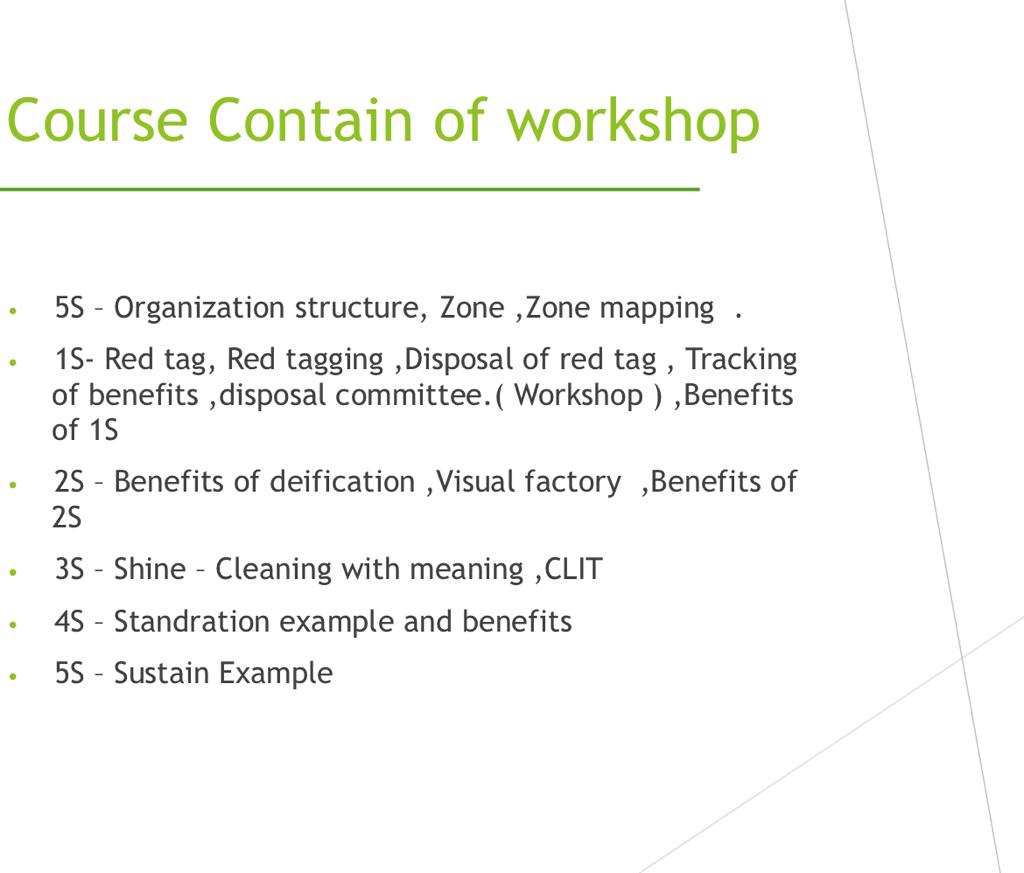 Course Contain of workshop
• 5S – Organization structure, Zone ,Zone mapping  .
• 1S- Red tag, Red tagging ,Disposal of red tag , Tracking
of benefits ,disposal committee.( Workshop ) ,Benefits
of 1S
• 2S – Benefits of deification ,Visual factory  ,Benefits of
2S
• 3S – Shine – Cleaning with meaning ,CLIT
• 4S – Standration example and benefits
• 5S – Sustain Example